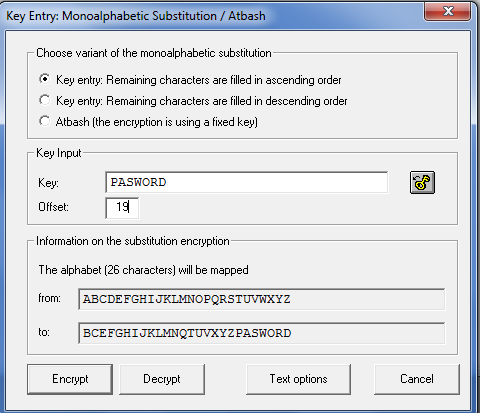 Key Entry: Monoalphabetic Substitution / Atbash
Choose variant of the monoalphabetic substitution
Key entry: Remaining characters are filled in ascending order
Key entry: Remaining characters are filled in descending order
Atbash (the encryption is using a fixed key)
Key Input
Key: PASWORD
Offset: 19
Information on the substitution encryption
The alphabet (26 characters) will be mapped
from: ABCDEFGHIJKLMNOPQRSTUVWXYZ
to: BCEFGHIJKLMNQTUVXYZPASWORD
Encrypt Decrypt Text options Cancel